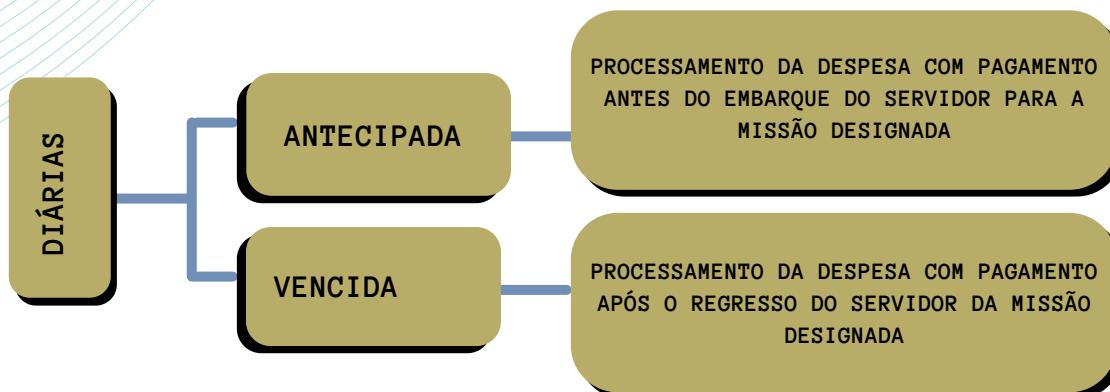 DIÁRIAS
ANTECIPADA
PROCESSAMENTO DA DESPESA COM PAGAMENTO
ANTES DO EMBARQUE DO SERVIDOR PARA A
MISSÃO DESIGNADA
VENCIDA
PROCESSAMENTO DA DESPESA COM PAGAMENTO
APÓS O REGRESSO DO SERVIDOR DA MISSÃO
DESIGNADA